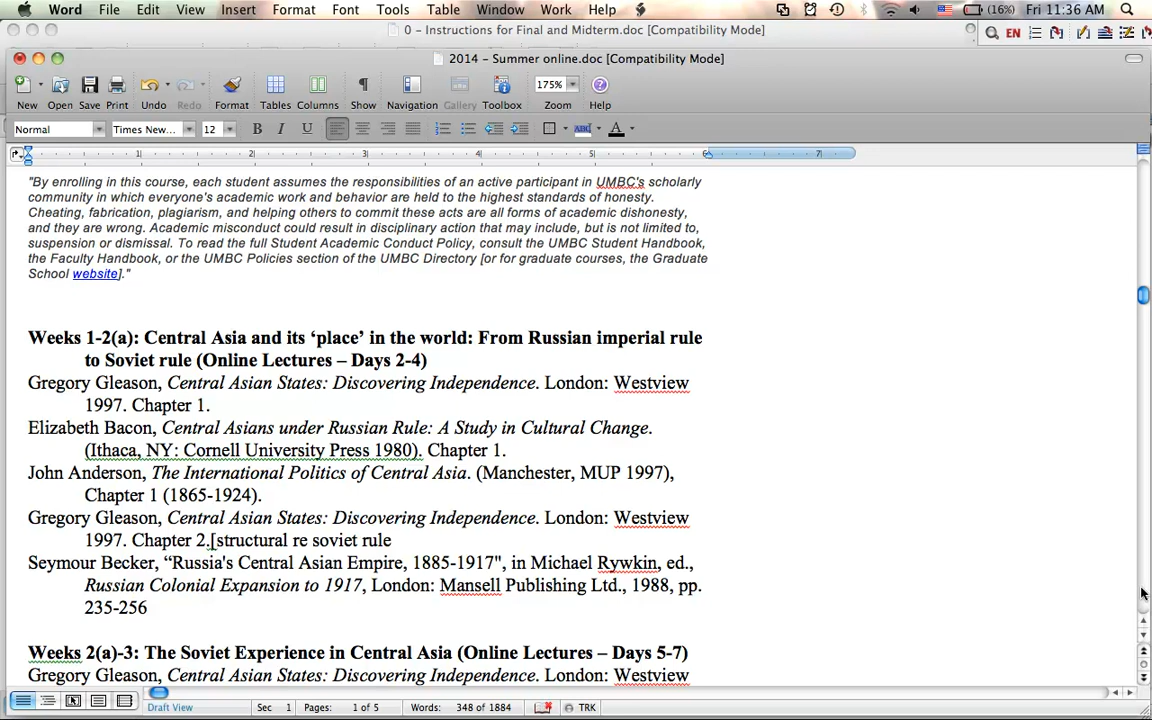 Word File Edit View Insert Format Font Tools Table Window Work Help (16%) Fri 11:36 AM
0 – Instructions for Final and Midterm.doc [Compatibility Mode]
EN
2014 – Summer online.doc [Compatibility Mode]
175%
New Open Save Print Undo Redo Format Tables Columns Show Navigation Gallery Toolbox Zoom Help
Normal Times New... 12 B I U ABC A
1 2 3 4 5 6 7
"By enrolling in this course, each student assumes the responsibilities of an active participant in UMBC's scholarly
community in which everyone's academic work and behavior are held to the highest standards of honesty.
Cheating, fabrication, plagiarism, and helping others to commit these acts are all forms of academic dishonesty,
and they are wrong. Academic misconduct could result in disciplinary action that may include, but is not limited to,
suspension or dismissal. To read the full Student Academic Conduct Policy, consult the UMBC Student Handbook,
the Faculty Handbook, or the UMBC Policies section of the UMBC Directory [or for graduate courses, the Graduate
School website]."
Weeks 1-2(a): Central Asia and its ‘place’ in the world: From Russian imperial rule
to Soviet rule (Online Lectures – Days 2-4)
Gregory Gleason, Central Asian States: Discovering Independence. London: Westview
1997. Chapter 1.
Elizabeth Bacon, Central Asians under Russian Rule: A Study in Cultural Change.
(Ithaca, NY: Cornell University Press 1980). Chapter 1.
John Anderson, The International Politics of Central Asia. (Manchester, MUP 1997),
Chapter 1 (1865-1924).
Gregory Gleason, Central Asian States: Discovering Independence. London: Westview
1997. Chapter 2.[structural re soviet rule
Seymour Becker, “Russia's Central Asian Empire, 1885-1917", in Michael Rywkin, ed.,
Russian Colonial Expansion to 1917, London: Mansell Publishing Ltd., 1988, pp.
235-256
Weeks 2(a)-3: The Soviet Experience in Central Asia (Online Lectures – Days 5-7)
Gregory Gleason, Central Asian States: Discovering Independence. London: Westview
Draft View Sec 1 Pages: 1 of 5 Words: 348 of 1884 TRK